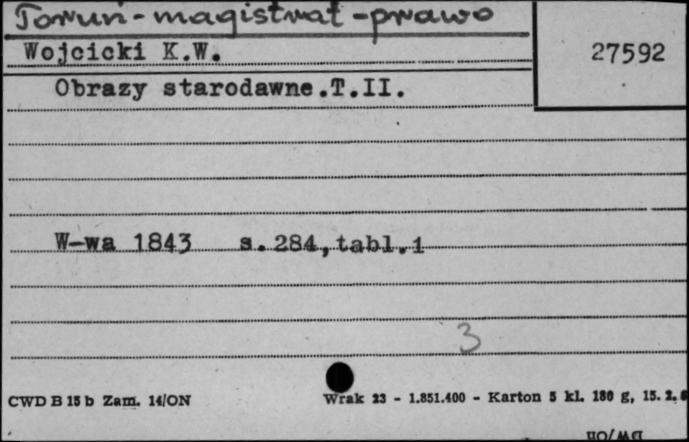 Toruń - magistrat - prawo
Wojcicki K.W.
27592
Obrazy starodawne.T.II.
W-wa 1843 s.284,tabl.1
3
CWD B 15 b Zam. 14/ON
Wrak 23 - 1.851.400 - Karton 5 kl. 180 g, 15.2.